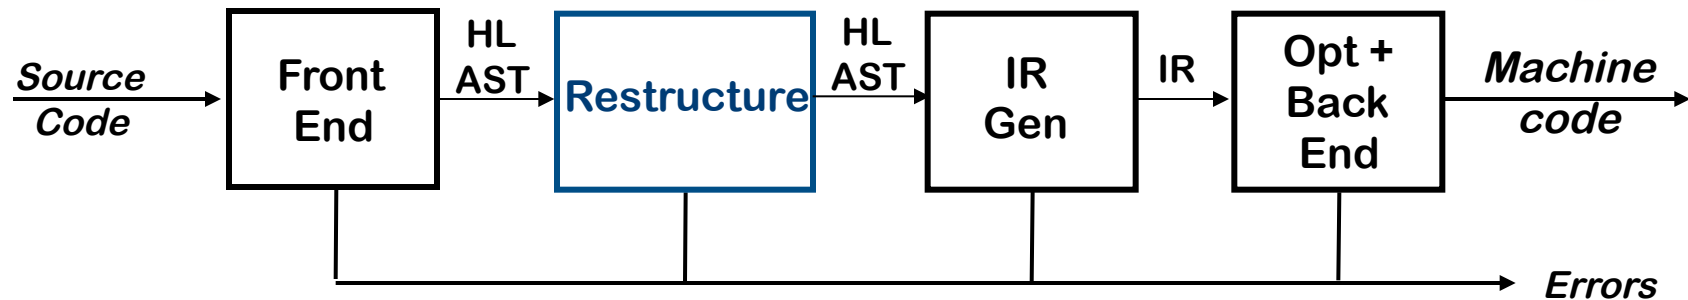 Source
Code
Front
End
HL
AST
Restructure
HL
AST
IR
Gen
IR
Opt +
Back
End
Machine
code
Errors